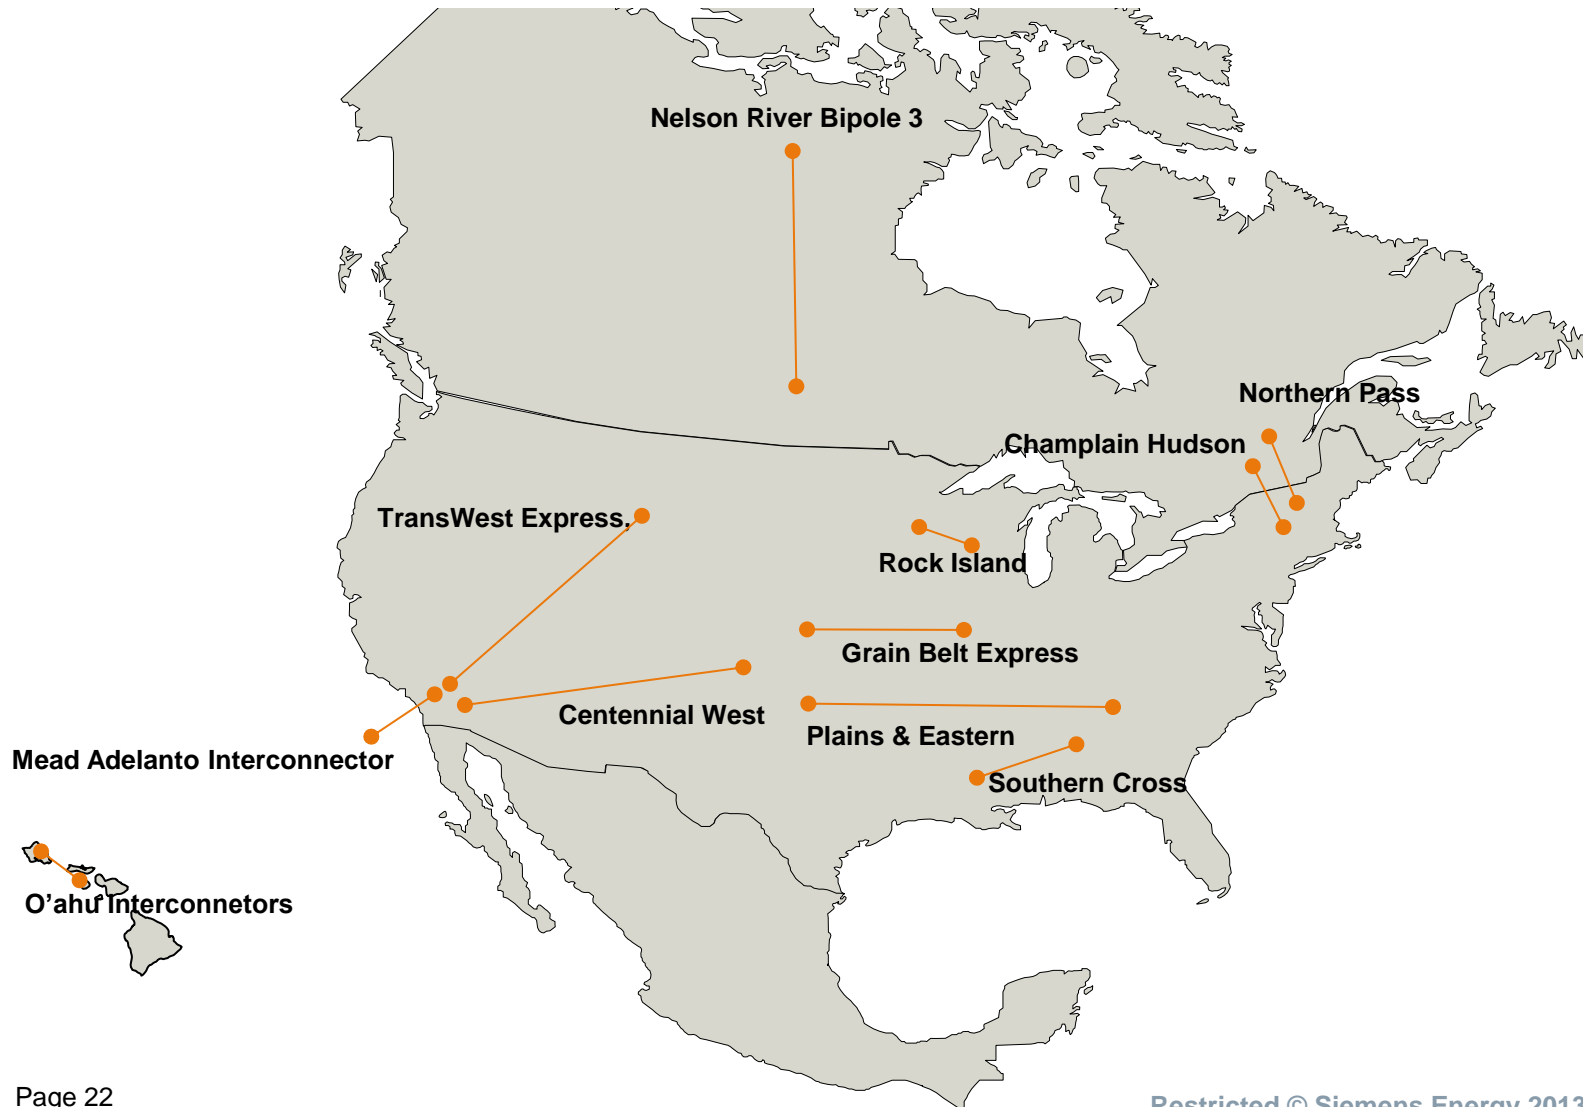 Nelson River Bipole 3
Northern Pass
Champlain Hudson
TransWest Express.
Rock Island
Grain Belt Express
Centennial West
Plains & Eastern
Mead Adelanto Interconnector
Southern Cross
O’ahu Interconnetors
Page 22
Restricted © Siemens Energy 2013